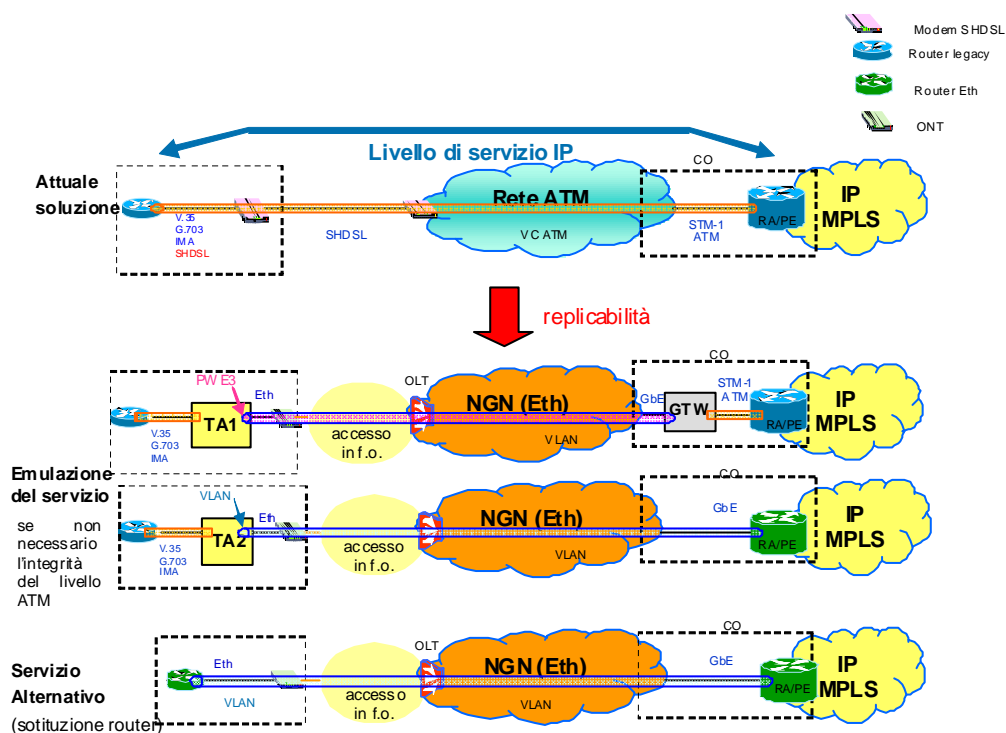 Modem SHDSL
Router legacy
Router Eth
ONT
Livello di servizio IP
CO
Attuale
soluzione
Rete ATM
IP
MPLS
V.35
G.703
IMA
SHDSL
SHDSL
VC ATM
STM-1
ATM
RA/PE
replicabilità
CO
PWE3
Eth
OLT
NGN (Eth)
GbE
STM-1
ATM
IP
MPLS
TA1
GTW
RA/PE
V.35
G.703
IMA
accesso
in f.o.
VLAN
Emulazione
del servizio
se non
necessario
l'integrità
del livello
ATM
CO
VLAN
Eth
NGN (Eth)
GbE
IP
MPLS
TA2
RA/PE
V.35
G.703
IMA
accesso
in f.o.
VLAN
CO
Servizio
Alternativo
(sotituzione router)
Eth
OLT
NGN (Eth)
GbE
IP
MPLS
RA/PE
VLAN
accesso
in f.o.
VLAN